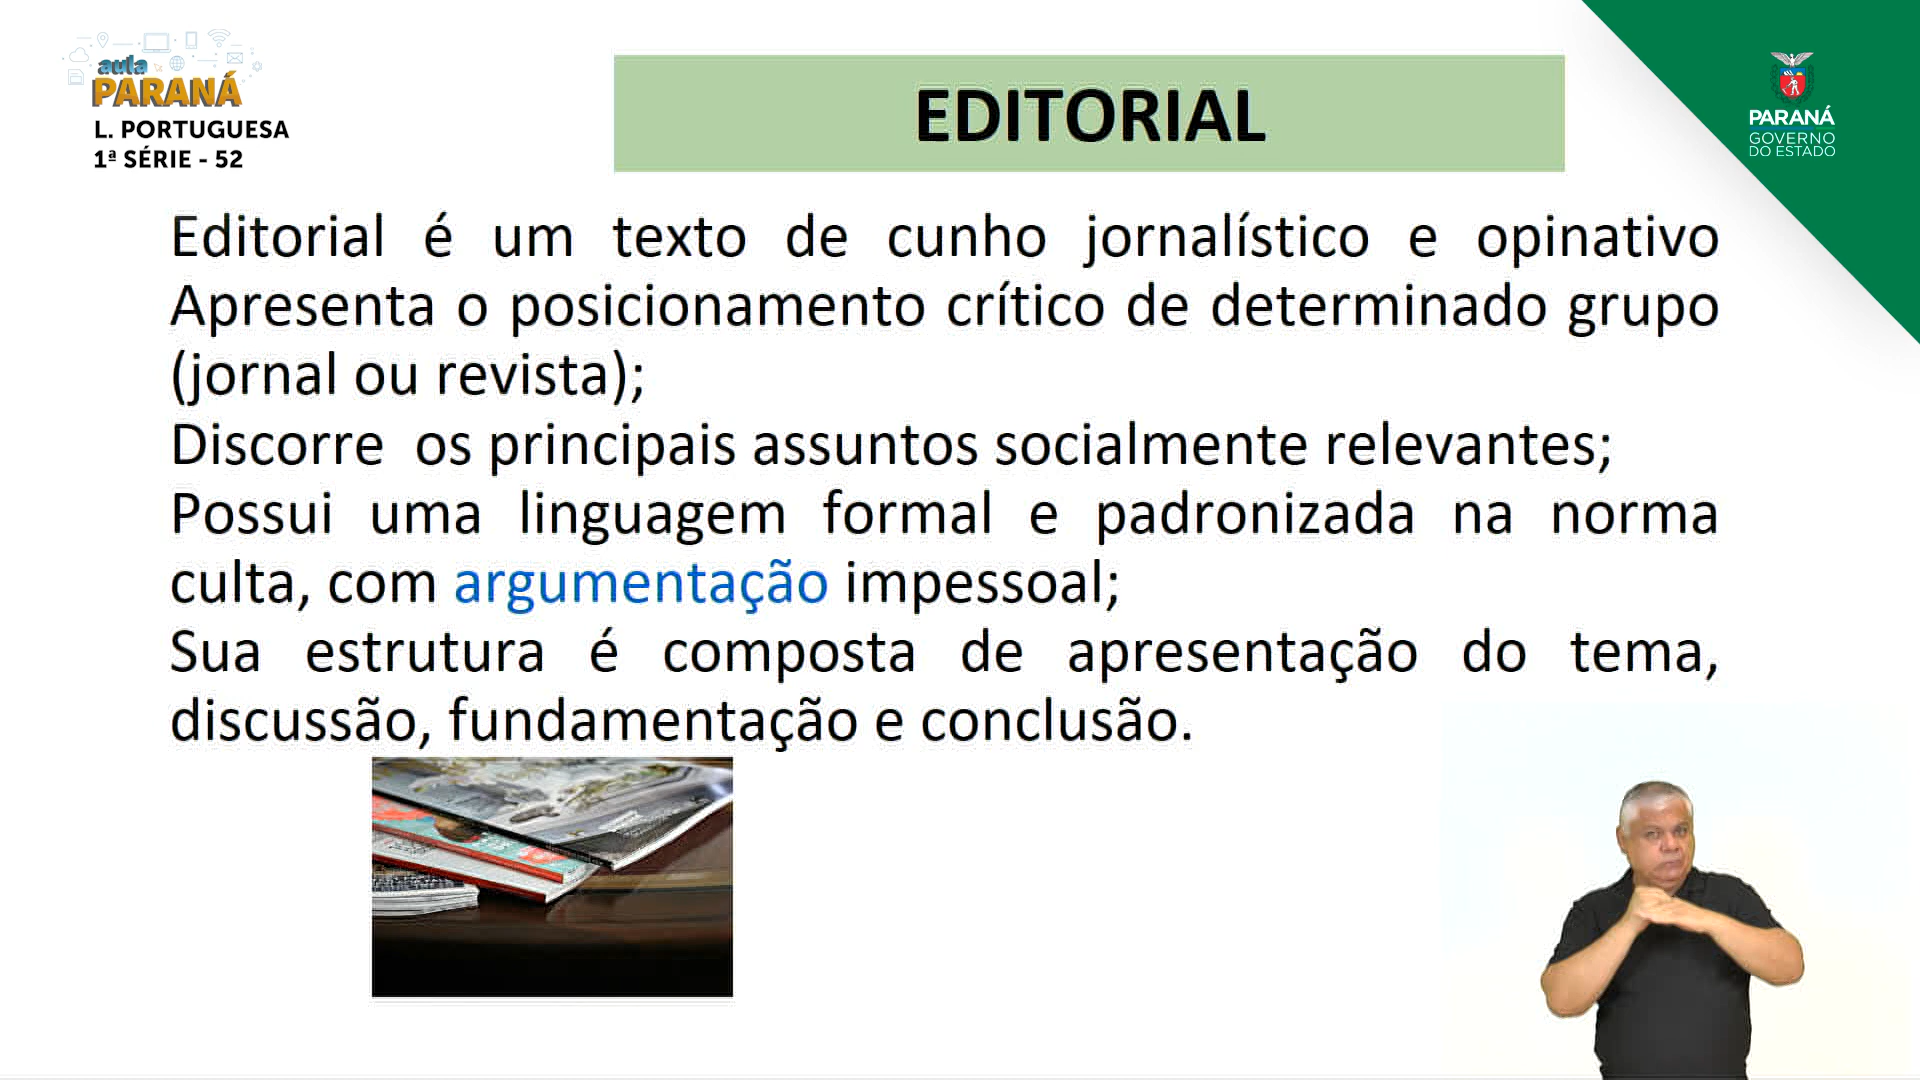 aula
PARANÁ
L. PORTUGUESA
1ª SÉRIE - 52
EDITORIAL
PARANÁ
GOVERNO
DO ESTADO
Editorial é um texto de cunho jornalístico e opinativo
Apresenta o posicionamento crítico de determinado grupo
(jornal ou revista);
Discorre os principais assuntos socialmente relevantes;
Possui uma linguagem formal e padronizada na norma
culta, com argumentação impessoal;
Sua estrutura é composta de apresentação do tema,
discussão, fundamentação e conclusão.